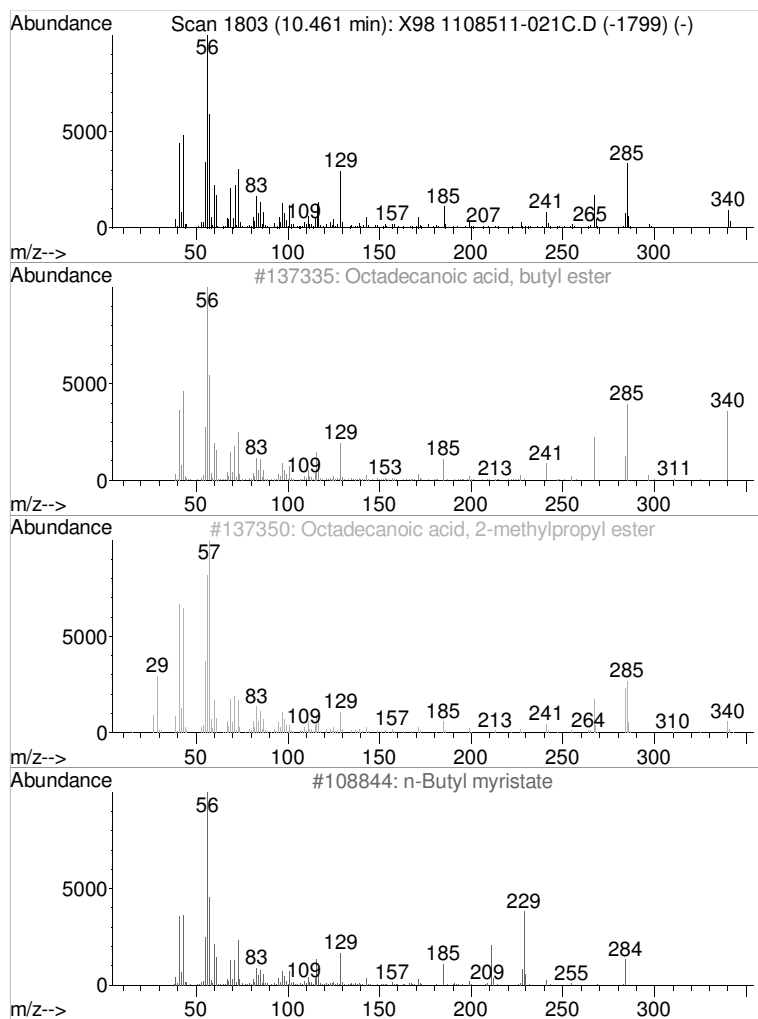 Abundance Scan 1803 (10.461 min): X98 1108511-021C.D (-1799) (-)
56
5000 83 109 129 157 185 207 241 265 285 340
0
50 100 150 200 250 300
m/z-->
Abundance #137335: Octadecanoic acid, butyl ester
56
5000 83 109 129 153 185 213 241 285 311 340
0
50 100 150 200 250 300
m/z-->
Abundance #137350: Octadecanoic acid, 2-methylpropyl ester
57
5000 29 83 109 129 157 185 213 241 264 285 310 340
0
50 100 150 200 250 300
m/z-->
Abundance #108844: n-Butyl myristate
56
5000 83 109 129 157 185 209 229 255 284
0
50 100 150 200 250 300
m/z-->